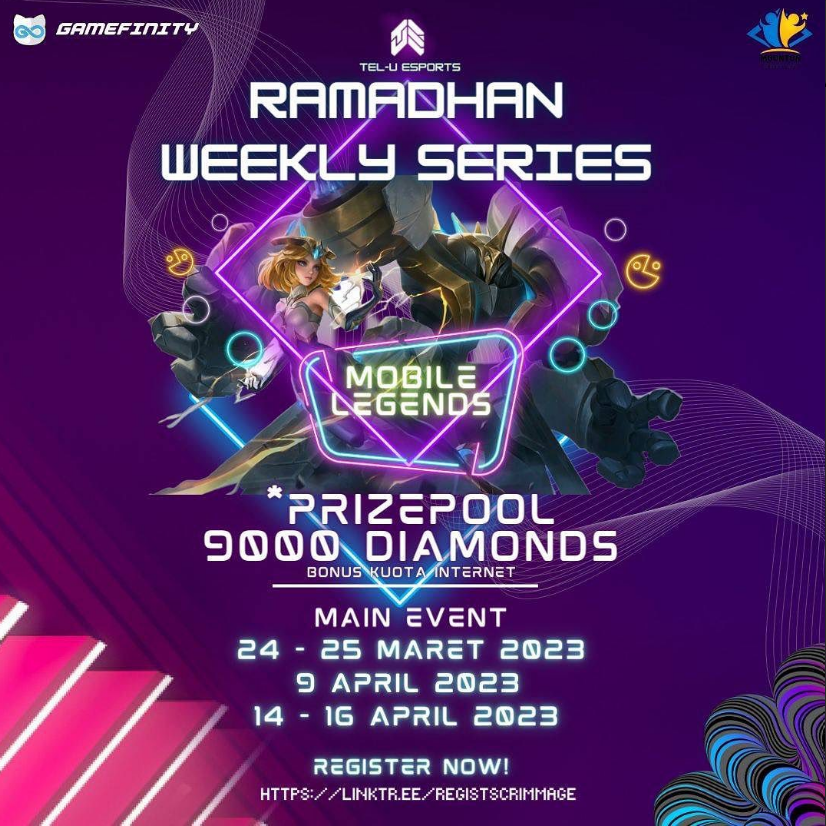 GAMEFINITY
TEL-U ESPORTS
RAMADHAN
WEEKLY SERIES
MOBILE
LEGENDS
*PRIZEPOOL
9000 DIAMONDS
BONUS KUOTA INTERNET
MAIN EVENT
24 - 25 MARET 2023
9 APRIL 2023
14 - 16 APRIL 2023
REGISTER NOW!
HTTPS://LINKTR.EE/REGISTSCRIMMAGE